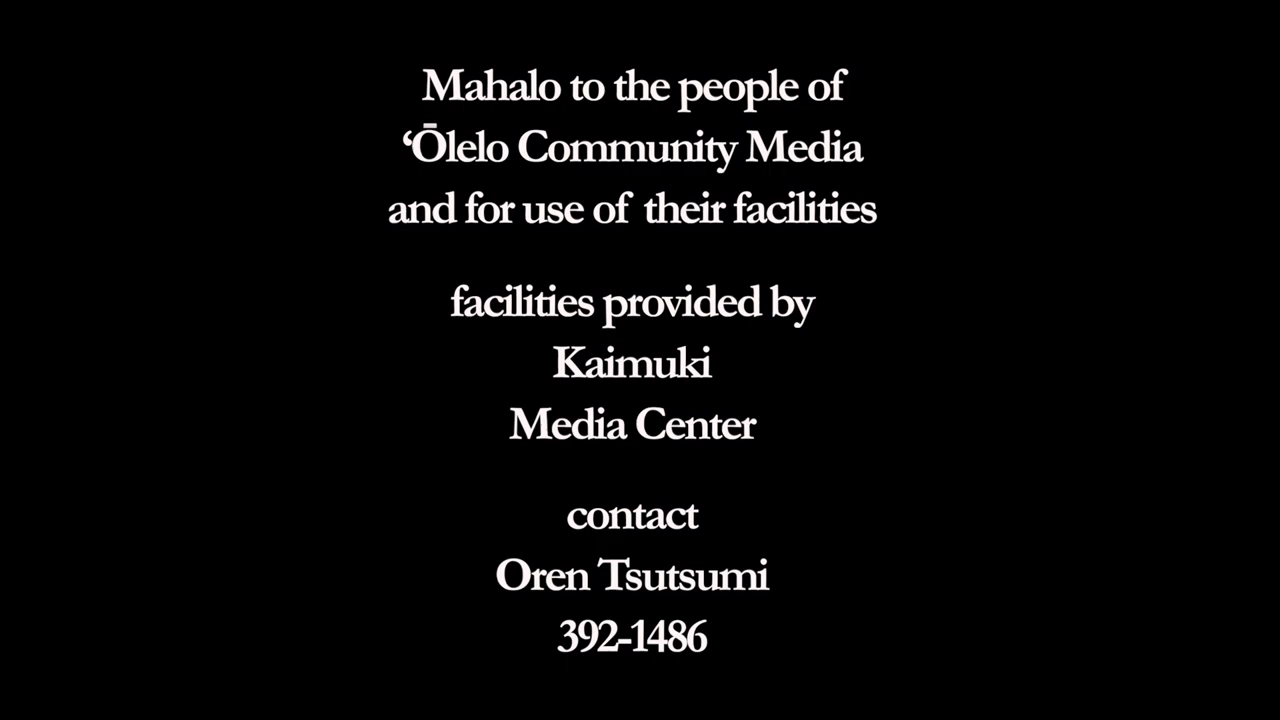 Mahalo to the people of
‘Ōlelo Community Media
and for use of their facilities
facilities provided by
Kaimuki
Media Center
contact
Oren Tsutsumi
392-1486